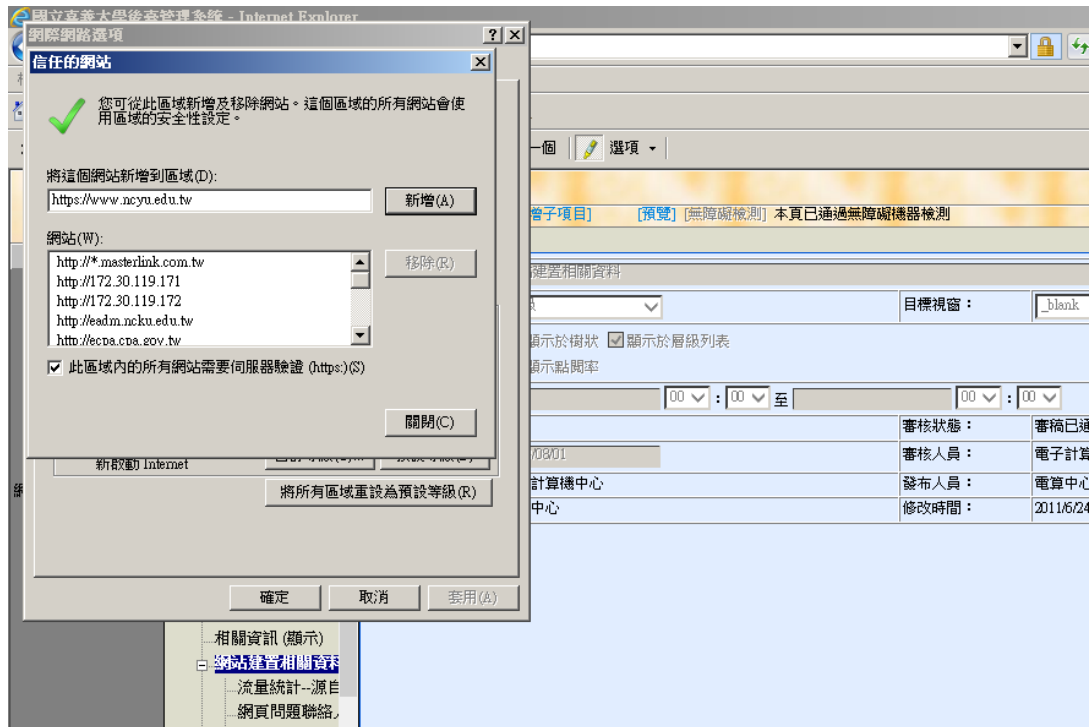 國立嘉義大學後臺管理系統 - Internet Explorer
網際網路選項
信任的網站
您可從此區域新增及移除網站。這個區域的所有網站會使
用區域的安全性設定。
將這個網站新增到區域(D):
https://www.ncyu.edu.tw
新增(A)
網站(W):
http://*.masterlink.com.tw
http://172.30.119.171
http://172.30.119.172
http://eadm.ncku.edu.tw
http://ecpa.cpa.gov.tw
移除(R)
此區域內的所有網站需要伺服器驗證 (https:)(S)
關閉(C)
新啟動 Internet
將所有區域重設為預設等級(R)
確定
取消
套用(A)
一個
選項
增子項目]
[預覽] [無障礙檢測] 本頁已通過無障礙機器檢測
建置相關資料
目標視窗：
_blank
顯示於樹狀
顯示於層級列表
顯示點閱率
00 : 00 至
00 : 00
審核狀態：
審稿已通
/08/01
審核人員：
電子計算
計算機中心
發布人員：
電算中心
中心
修改時間：
2011/6/24
相關資訊 (顯示)
網站建置相關資料
流量統計--源自
網頁問題聯絡人